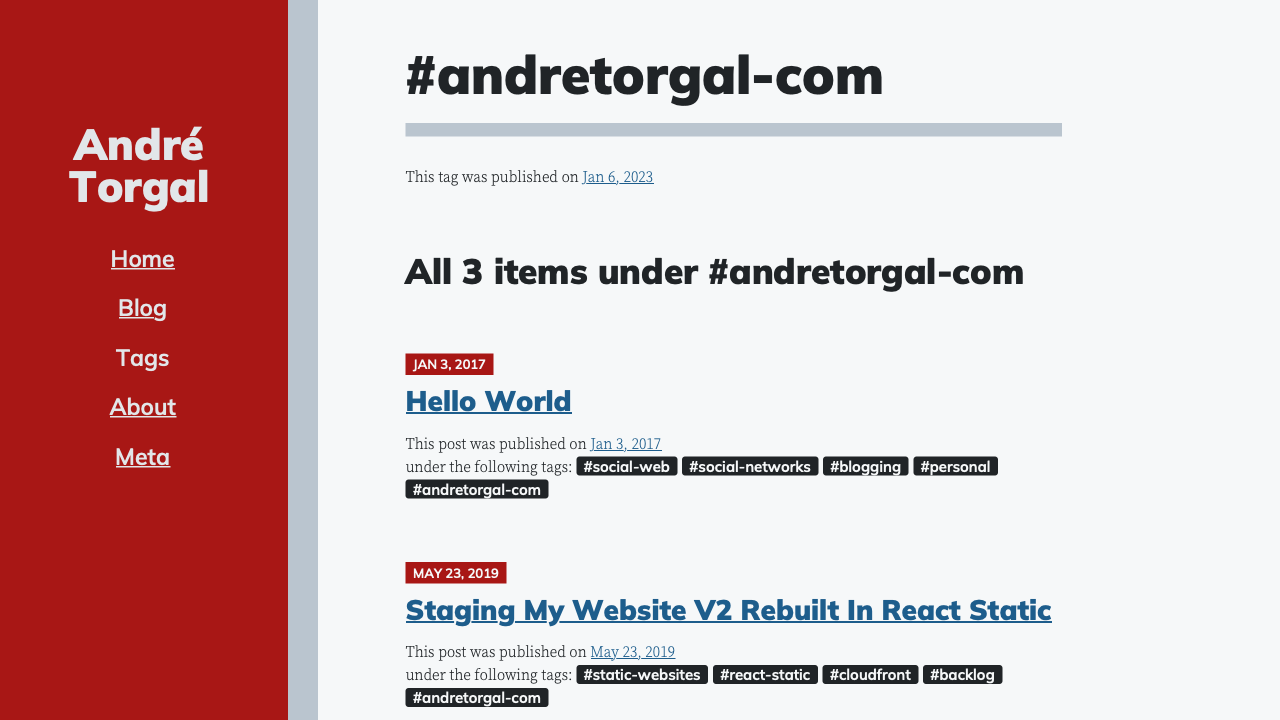 André
Torgal
Home
Blog
Tags
About
Meta
#andretorgal-com
This tag was published on Jan 6, 2023
All 3 items under #andretorgal-com
JAN 3, 2017
Hello World
This post was published on Jan 3, 2017
under the following tags: #social-web #social-networks #blogging #personal
#andretorgal-com
MAY 23, 2019
Staging My Website V2 Rebuilt In React Static
This post was published on May 23, 2019
under the following tags: #static-websites #react-static #cloudfront #backlog
#andretorgal-com